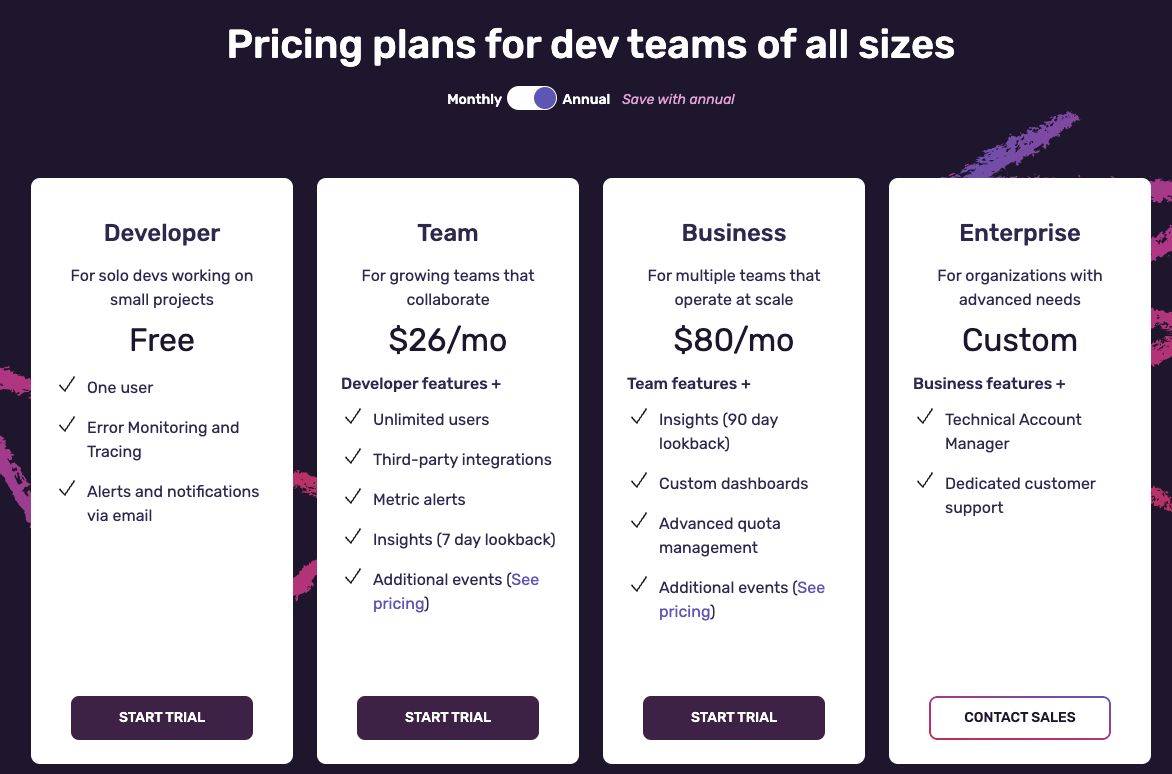 Pricing plans for dev teams of all sizes
Monthly Annual Save with annual
Developer
For solo devs working on
small projects
Free
One user
Error Monitoring and
Tracing
Alerts and notifications
via email
START TRIAL
Team
For growing teams that
collaborate
$26/mo
Developer features +
Unlimited users
Third-party integrations
Metric alerts
Insights (7 day lookback)
Additional events (See
pricing)
START TRIAL
Business
For multiple teams that
operate at scale
$80/mo
Team features +
Insights (90 day
lookback)
Custom dashboards
Advanced quota
management
Additional events (See
pricing)
START TRIAL
Enterprise
For organizations with
advanced needs
Custom
Business features +
Technical Account
Manager
Dedicated customer
support
CONTACT SALES